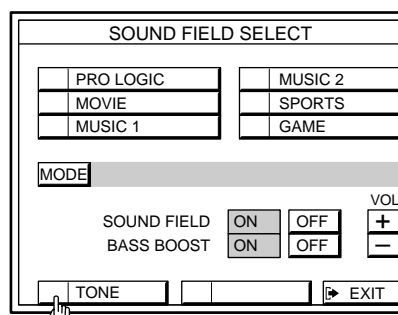 SOUND FIELD SELECT
PRO LOGIC MUSIC 2
MOVIE SPORTS
MUSIC 1 GAME
MODE
VOL
SOUND FIELD ON OFF +
BASS BOOST ON OFF −
TONE EXIT